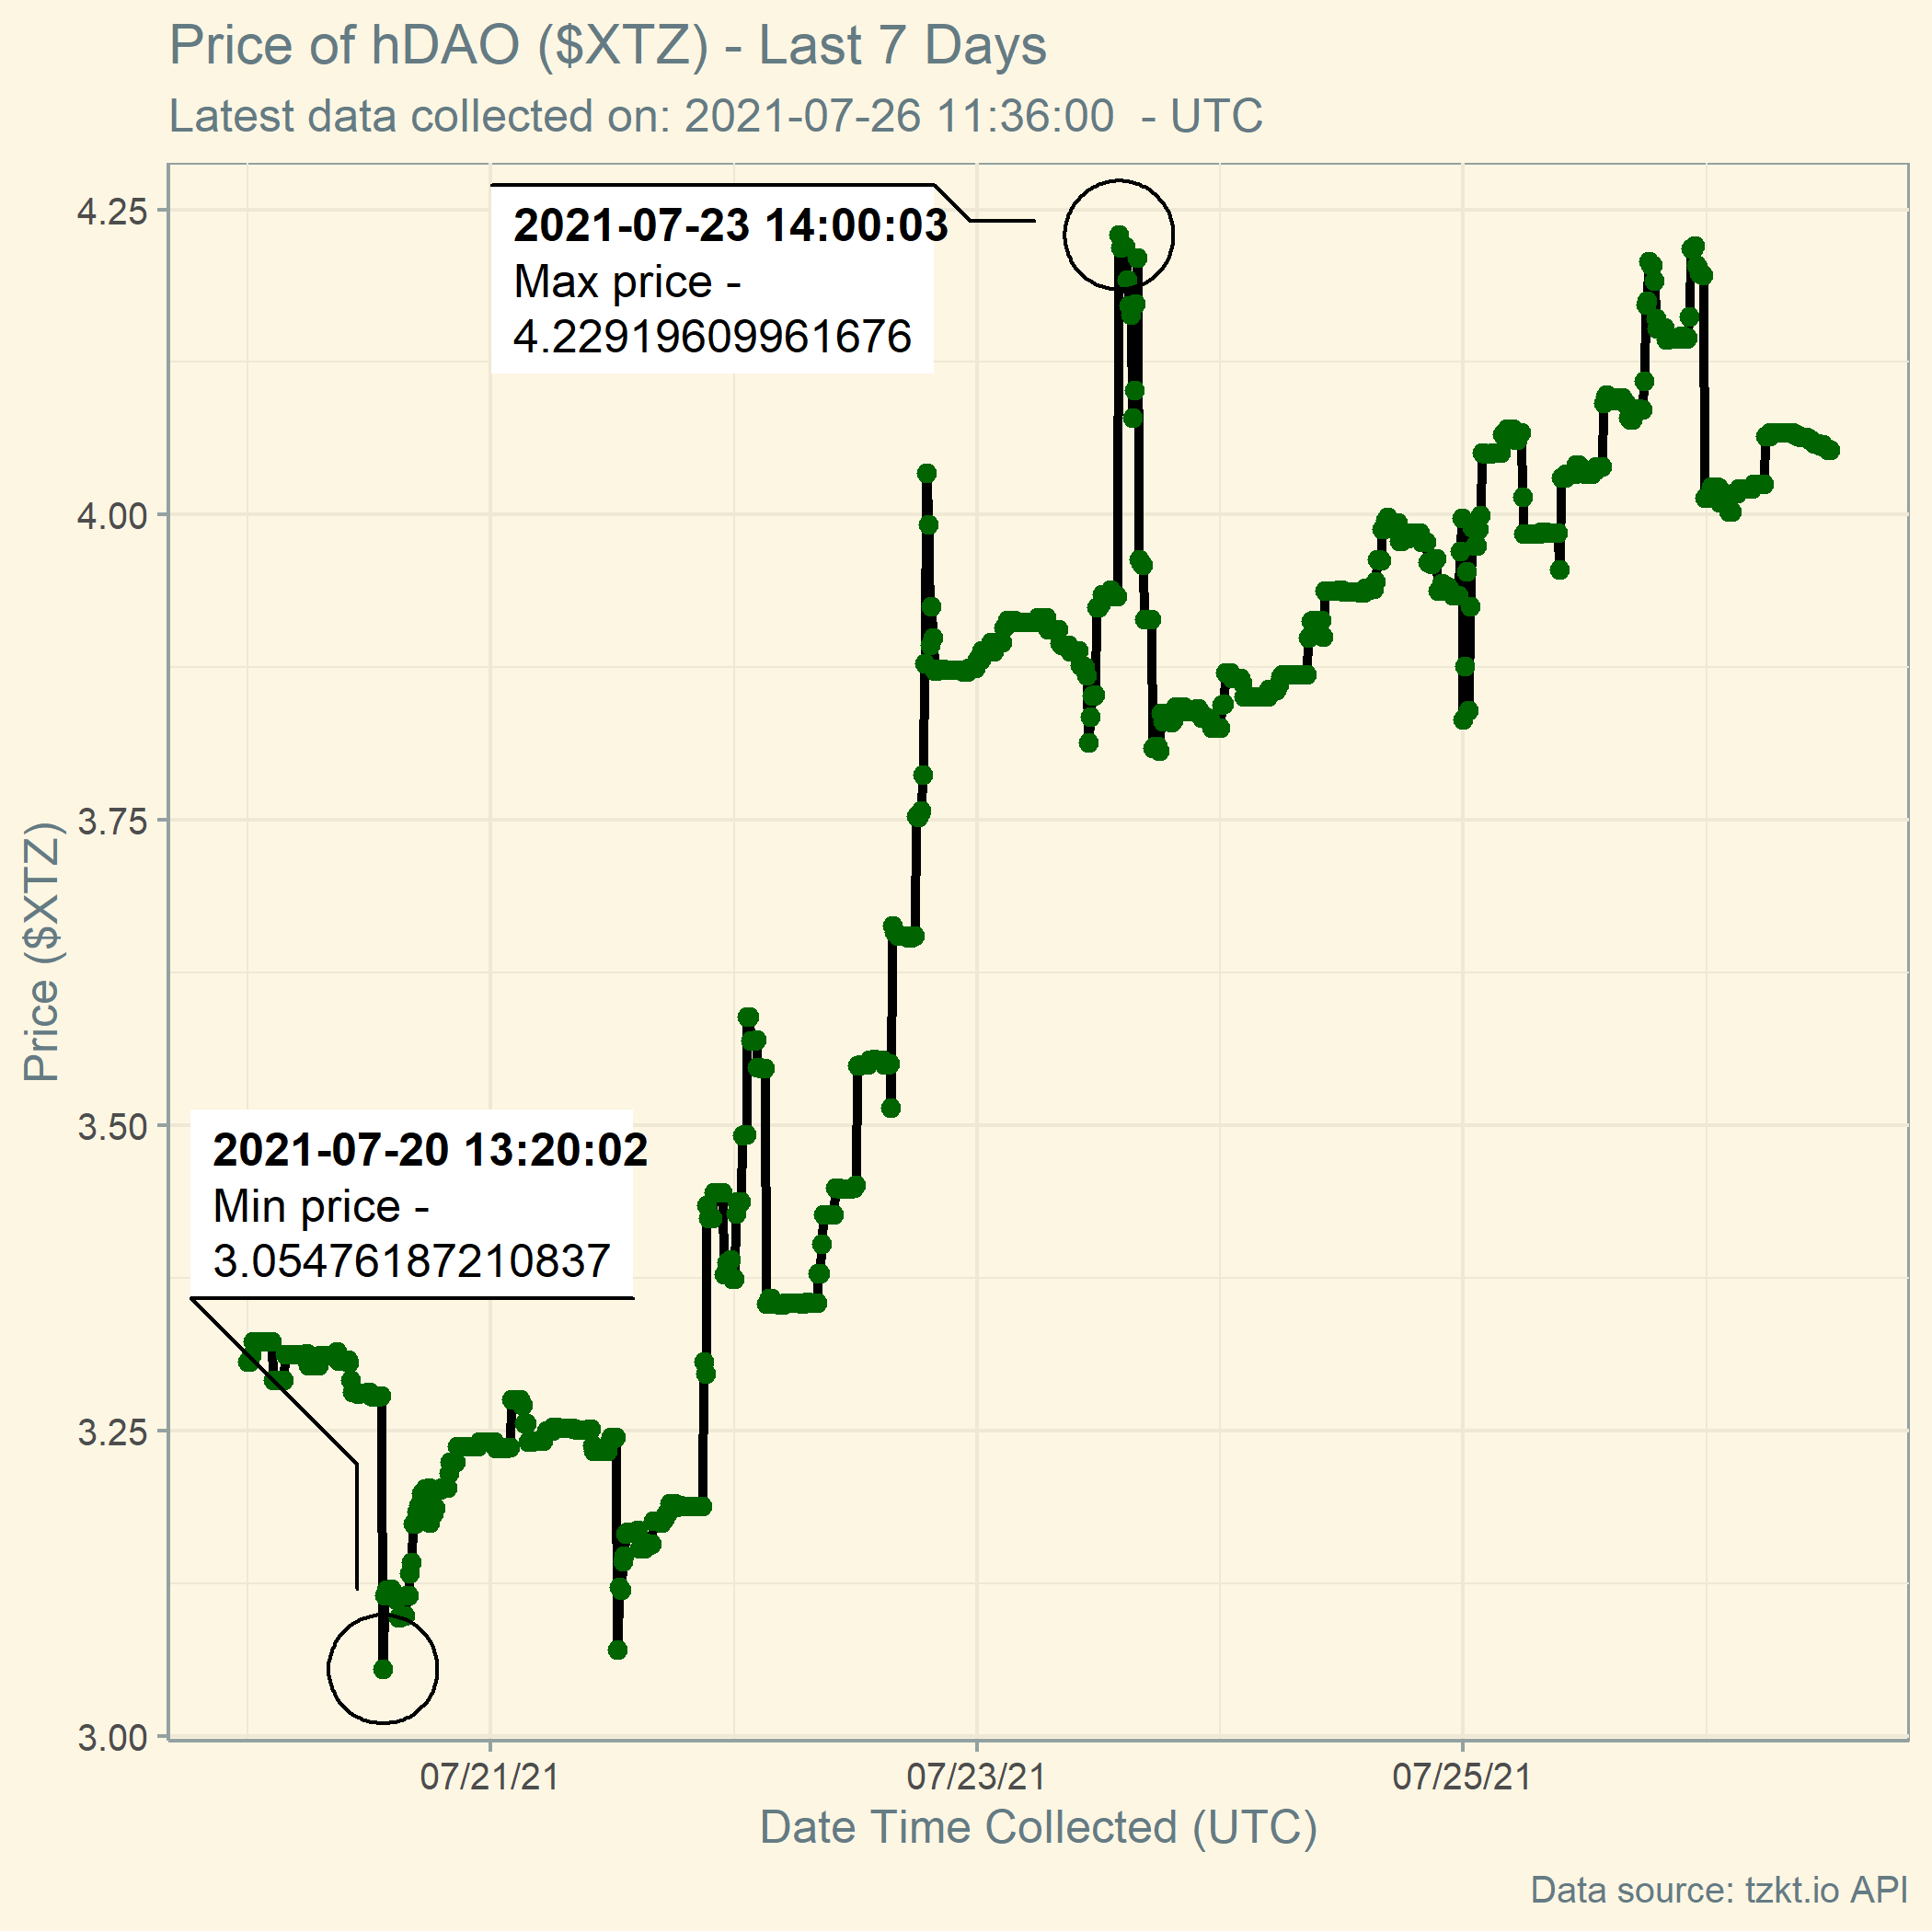 Price of hDAO ($XTZ) - Last 7 Days
Latest data collected on: 2021-07-26 11:36:00  - UTC
4.25
4.00
3.75
3.50
3.25
3.00
Price ($XTZ)
2021-07-23 14:00:03
Max price -
4.22919609961676
2021-07-20 13:20:02
Min price -
3.05476187210837
07/21/21
07/23/21
07/25/21
Date Time Collected (UTC)
Data source: tzkt.io API